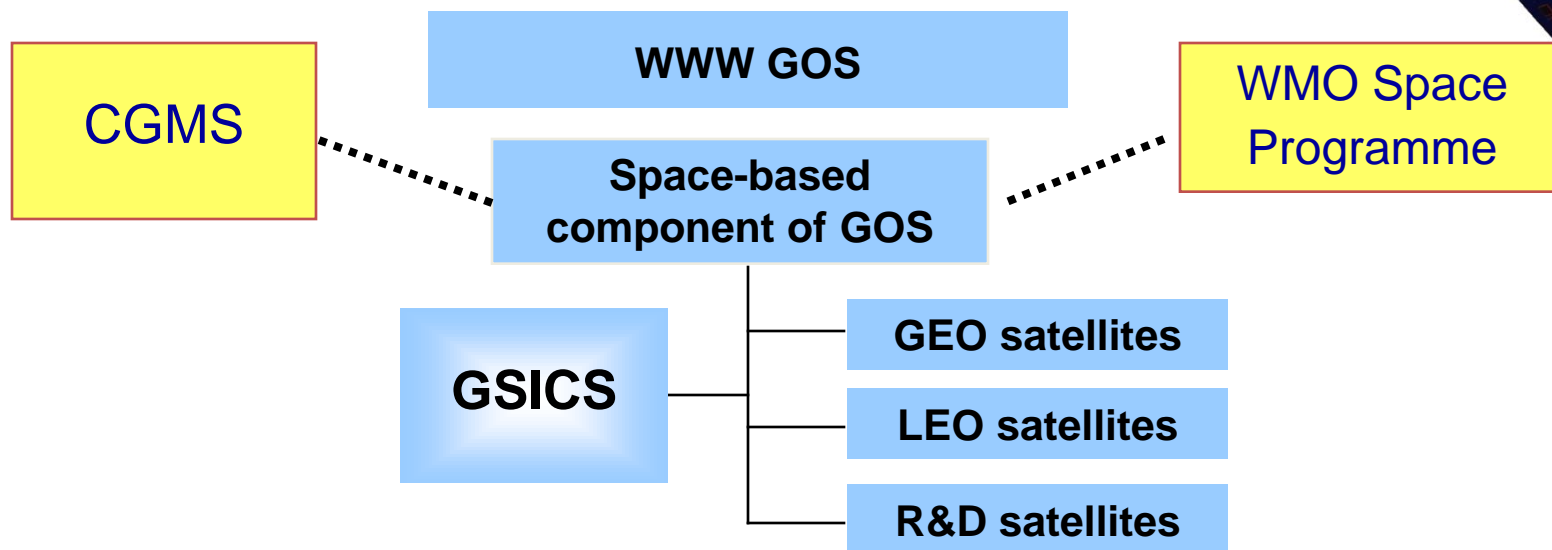 WWW GOS
CGMS
WMO Space
Programme
Space-based
component of GOS
GSICS
GEO satellites
LEO satellites
R&D satellites